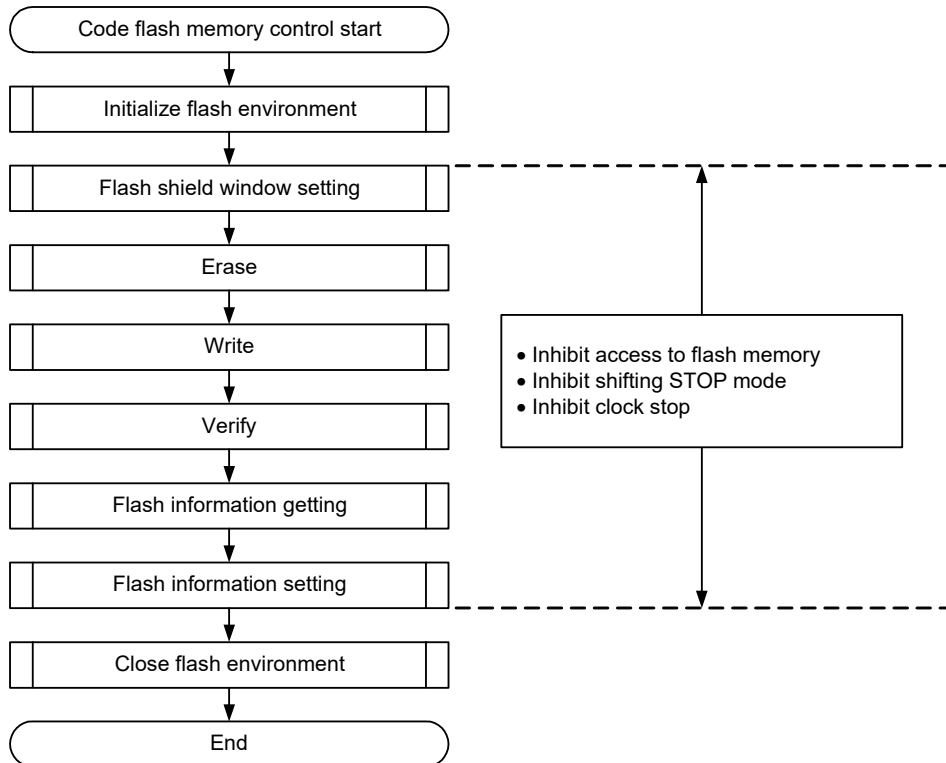 Code flash memory control start
Initialize flash environment
Flash shield window setting
Erase
Write
Verify
Flash information getting
Flash information setting
Close flash environment
End
• Inhibit access to flash memory
• Inhibit shifting STOP mode
• Inhibit clock stop